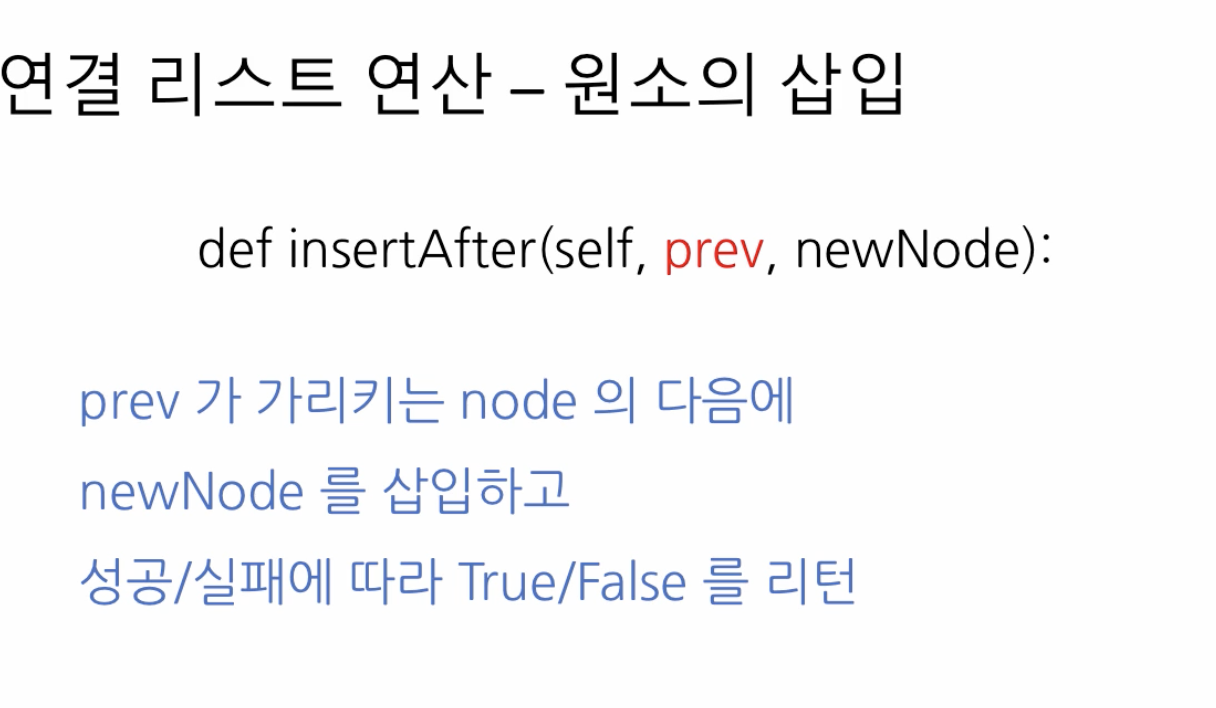 연결 리스트 연산 – 원소의 삽입
def insertAfter(self, prev, newNode):
prev 가 가리키는 node 의 다음에
newNode 를 삽입하고
성공/실패에 따라 True/False 를 리턴